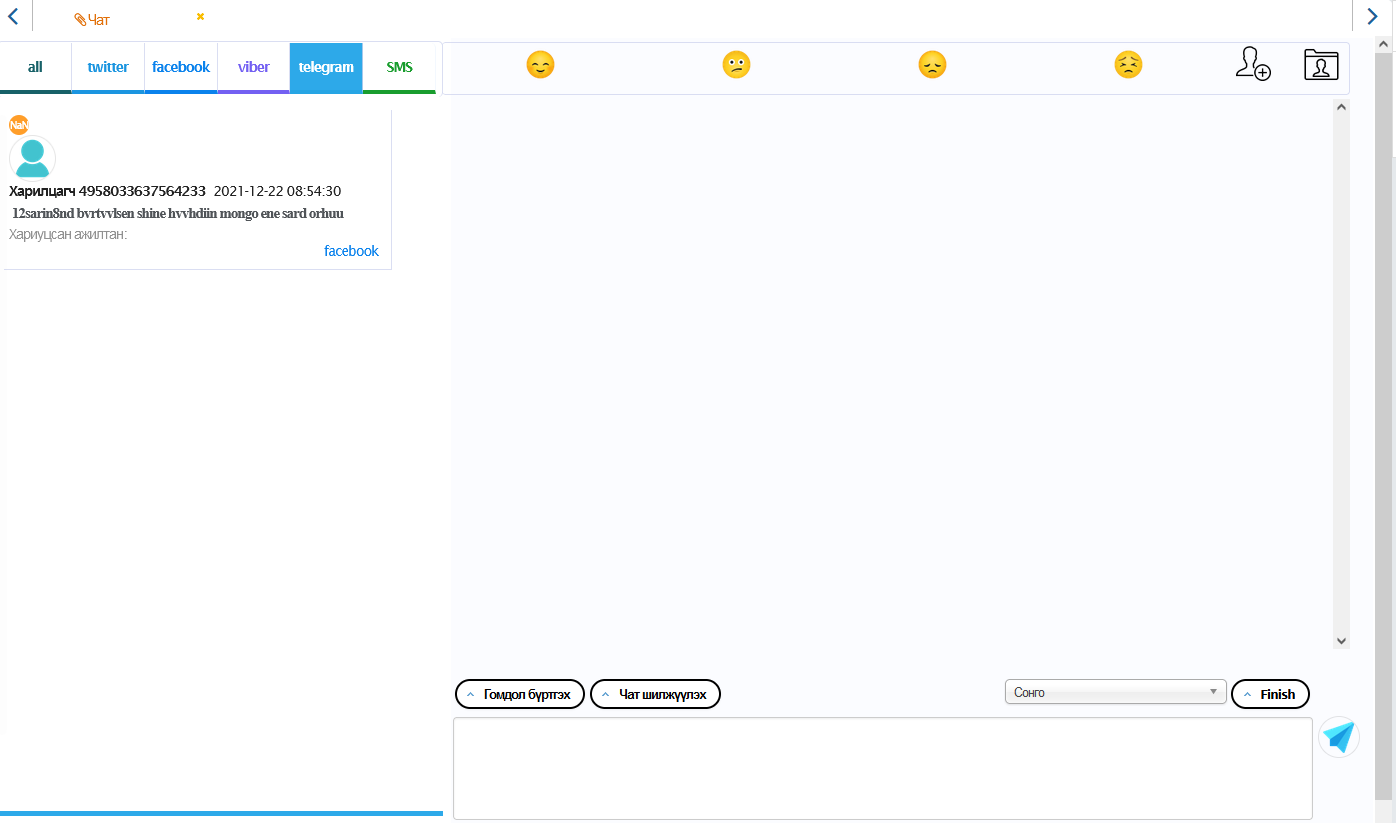 Чат
all twitter facebook viber telegram SMS
NaN
Харилцагч 4958033637564233 2021-12-22 08:54:30
12sarin8nd bvrtvvlsen shine hvvhdiin mongo ene sard orhuu
Хариуцсан ажилтан:
facebook
Гомдол бүртгэх Чат шилжүүлэх Сонго Finish